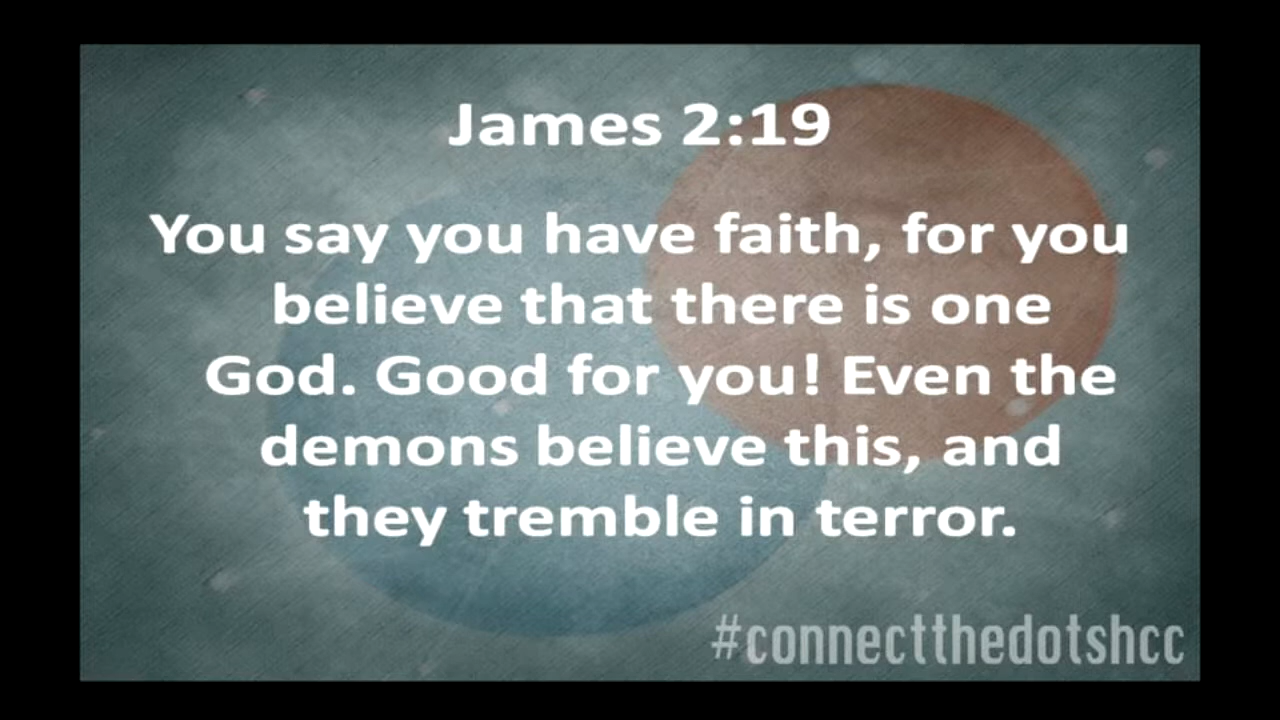 James 2:19
You say you have faith, for you
believe that there is one
God. Good for you! Even the
demons believe this, and
they tremble in terror.
#connectthedotshcc